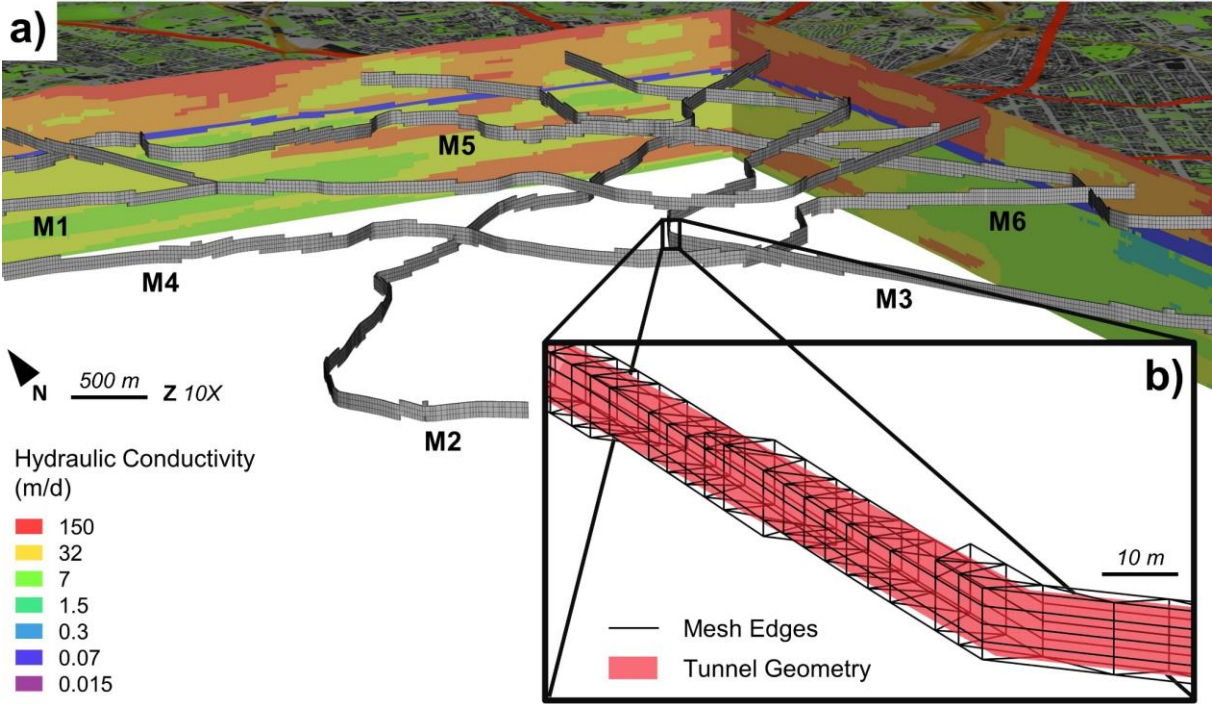 a)
M5
M1
M6
M4
M3
N
500 m
Z 10X
M2
b)
Hydraulic Conductivity
(m/d)
150
32
7
1.5
0.3
0.07
0.015
10 m
Mesh Edges
Tunnel Geometry